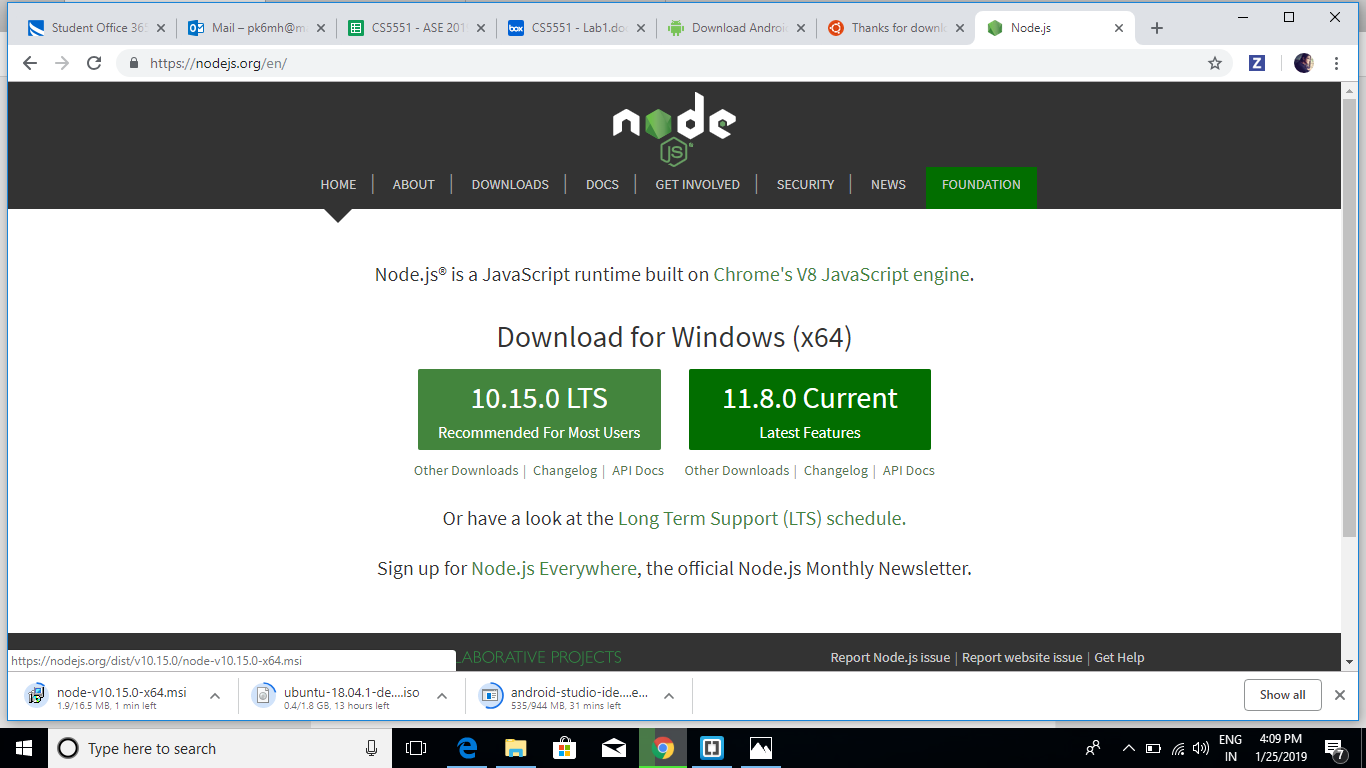 Student Office 365
Mail – pk6mh@m
CS5551 - ASE 201
CS5551 - Lab1.do
Download Androi
Thanks for downl
Node.js
https://nodejs.org/en/
Z
node
JS
HOME
ABOUT
DOWNLOADS
DOCS
GET INVOLVED
SECURITY
NEWS
FOUNDATION
Node.js® is a JavaScript runtime built on Chrome's V8 JavaScript engine.
Download for Windows (x64)
10.15.0 LTS
Recommended For Most Users
11.8.0 Current
Latest Features
Other Downloads | Changelog | API Docs
Other Downloads | Changelog | API Docs
Or have a look at the Long Term Support (LTS) schedule.
Sign up for Node.js Everywhere, the official Node.js Monthly Newsletter.
LABORATIVE PROJECTS
Report Node.js issue | Report website issue | Get Help
https://nodejs.org/dist/v10.15.0/node-v10.15.0-x64.msi
node-v10.15.0-x64.msi
1.9/16.5 MB, 1 min left
ubuntu-18.04.1-de....iso
0.4/1.8 GB, 13 hours left
android-studio-ide....e...
535/944 MB, 31 mins left
Show all
Type here to search
ENG
IN
4:09 PM
1/25/2019
7